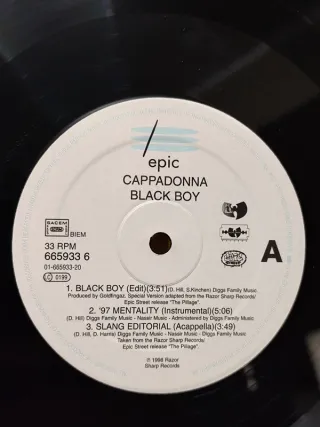 epic
CAPPADONNA
BLACK BOY
SACEM
BIEM
33 RPM
665933 6
01-665933-20
0199
A
1. BLACK BOY (Edit)(3:51)(D. Hill, S.Kinchen) Diggs Family Music
Produced by Goldfingaz. Special Version adapted from the Razor Sharp Records/
Epic Street release "The Pillage".
2. '97 MENTALITY (Instrumental)(5:06)
(D. Hill) Diggs Family Music - Nassir Music - Administered by Diggs Family Music
3. SLANG EDITORIAL (Acappella)(3:49)
(D. Hill, D. Harris) Diggs Family Music - Nassir Music - Diggs Family Music
Taken from the Razor Sharp Records/
Epic Street release "The Pillage".
℗ 1998 Razor
Sharp Records